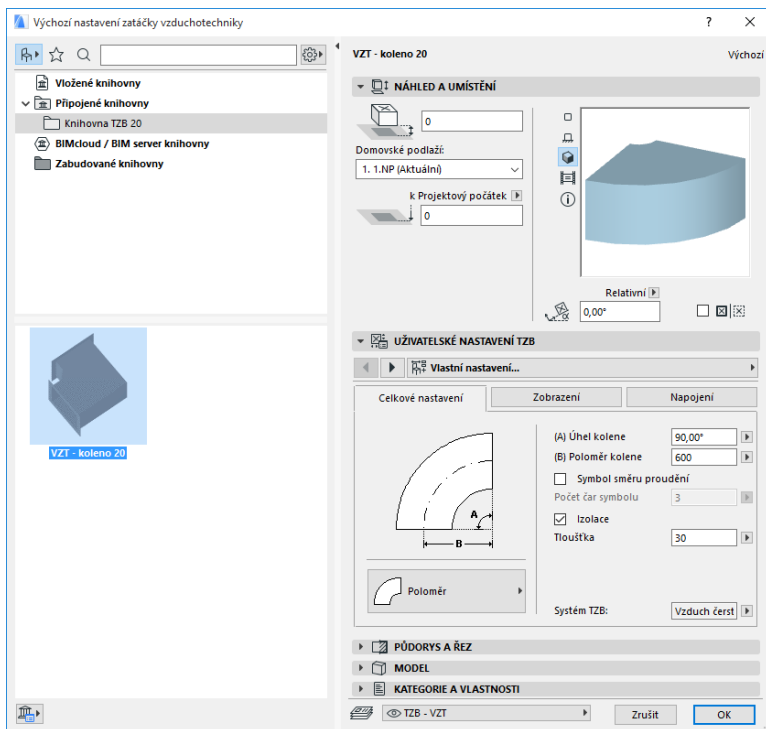 Výchozí nastavení zatáčky vzduchotechniky
?
VZT - koleno 20
Výchozí
Vložené knihovny
Připojené knihovny
Knihovna TZB 20
BIMcloud / BIM server knihovny
Zabudované knihovny
VZT - koleno 20
NÁHLED A UMÍSTĚNÍ
0
Domovské podlaží:
1. 1.NP (Aktuální)
k Projektový počátek
0
Relativní
α
0,00°
UŽIVATELSKÉ NASTAVENÍ TZB
Vlastní nastavení...
Celkové nastavení
Zobrazení
Napojení
A
B
Poloměr
(A) Úhel kolene
90,00°
(B) Poloměr kolene
600
Symbol směru proudění
Počet čar symbolu
3
Izolace
Tloušťka
30
Systém TZB:
Vzduch čerst
PŮDORYS A ŘEZ
MODEL
KATEGORIE A VLASTNOSTI
TZB - VZT
Zrušit
OK